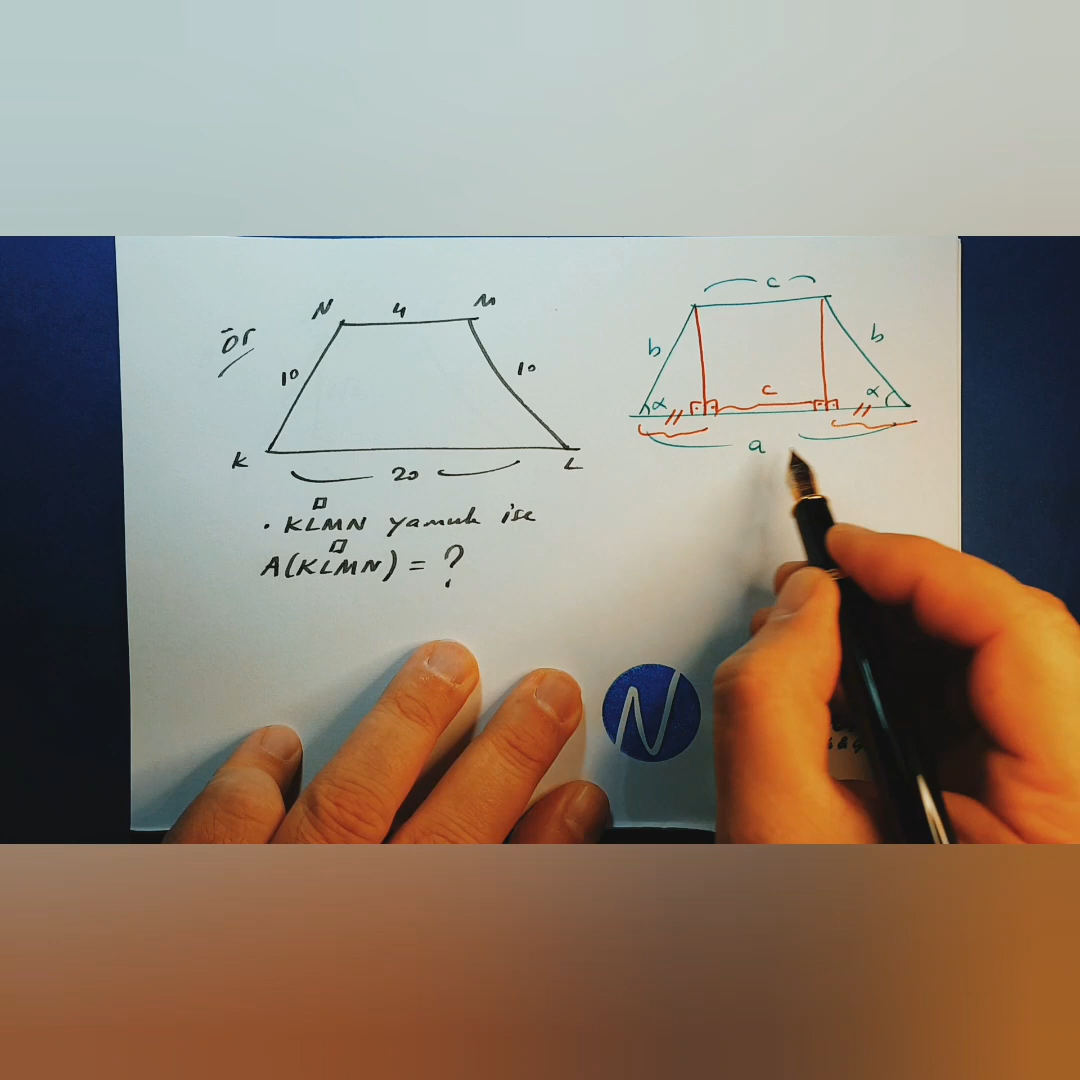 ör
N 4 M
10 10
K 20 L
• KLMN yamuk ise
A(KLMN) = ?
c
b b
α c α
a
N